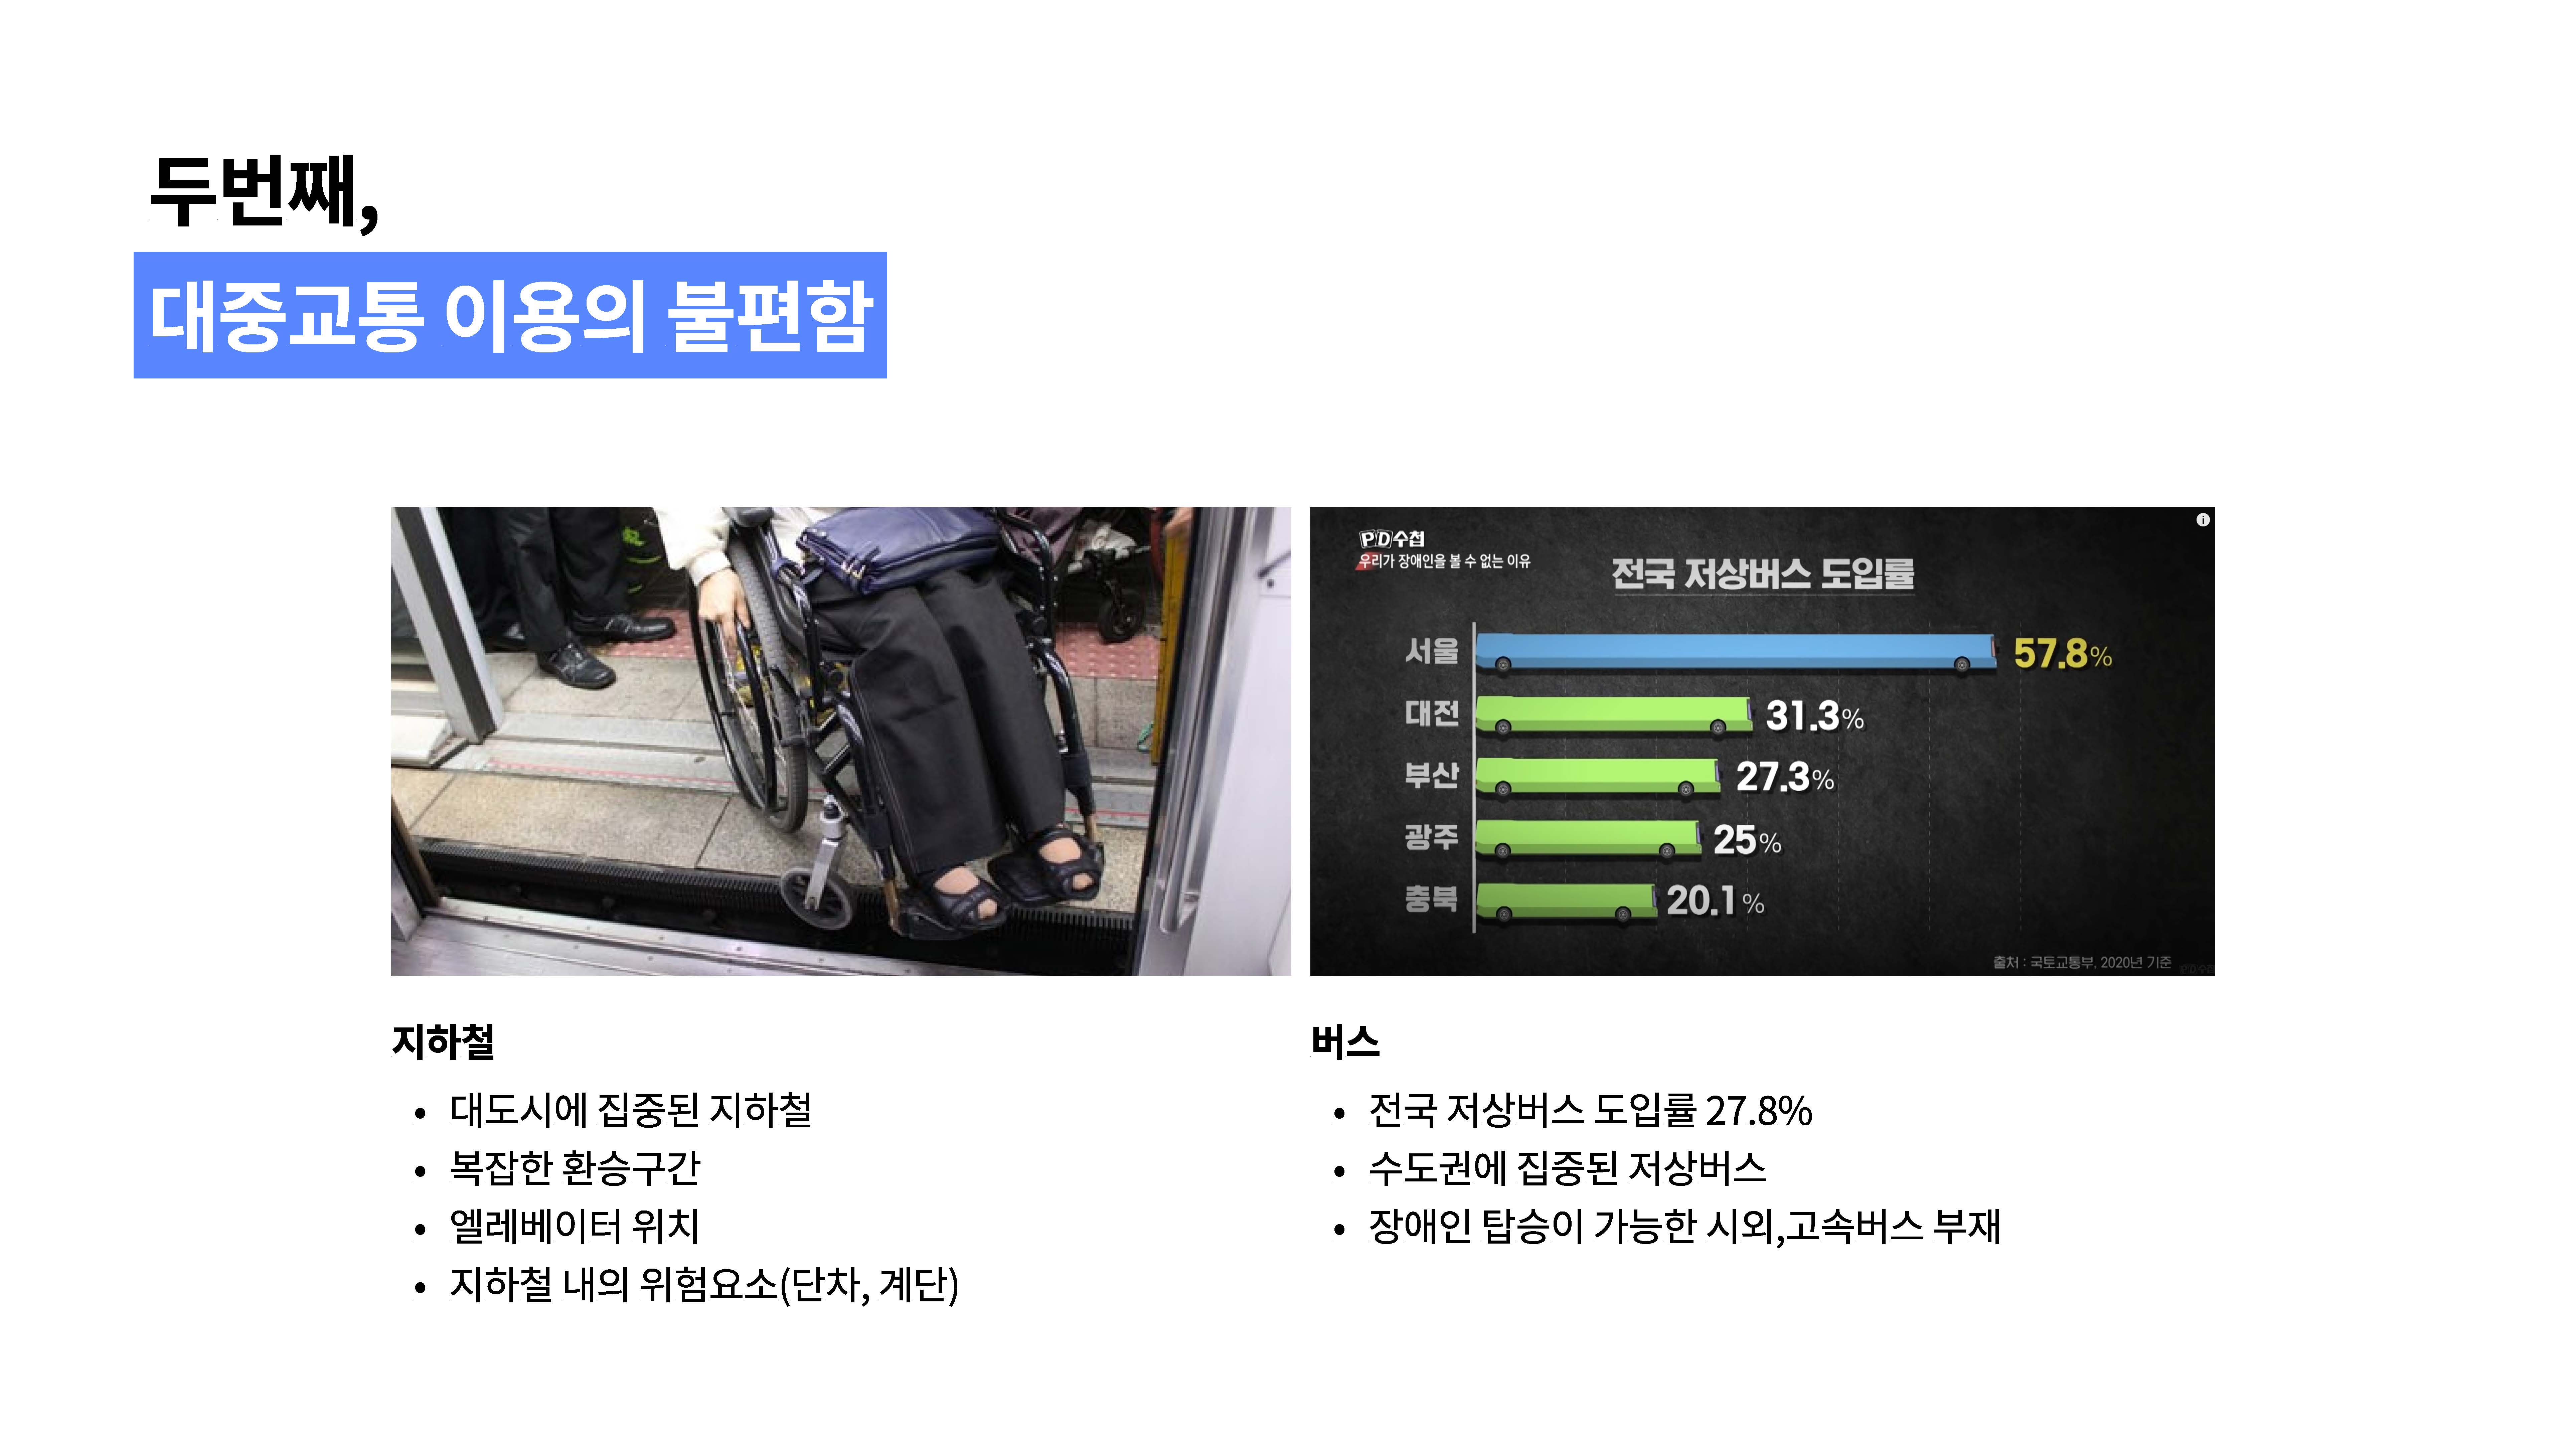 두번째,
대중교통 이용의 불편함
PD수첩
우리가 장애인을 볼 수 없는 이유
전국 저상버스 도입률
서울 57.8%
대전 31.3%
부산 27.3%
광주 25%
충북 20.1%
출처 : 국토교통부, 2020년 기준
지하철
• 대도시에 집중된 지하철
• 복잡한 환승구간
• 엘레베이터 위치
• 지하철 내의 위험요소(단차, 계단)
버스
• 전국 저상버스 도입률 27.8%
• 수도권에 집중된 저상버스
• 장애인 탑승이 가능한 시외,고속버스 부재